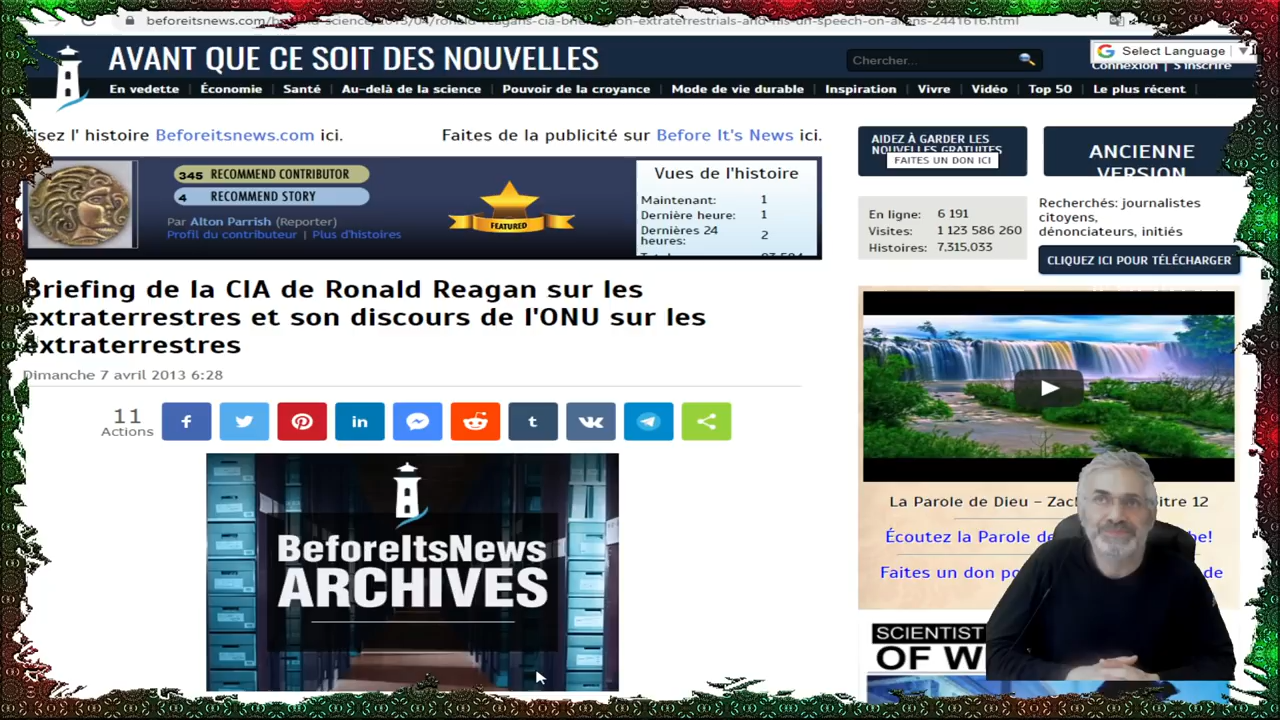 AVANT QUE CE SOIT DES NOUVELLES
Chercher...
Select Language
Connexion | S'inscrire
En vedette | Économie | Santé | Au-delà de la science | Pouvoir de la croyance | Mode de vie durable | Inspiration | Vivre | Vidéo | Top 50 | Le plus récent
l' histoire Beforeitsnews.com ici.
Faites de la publicité sur Before It's News ici.
345 RECOMMEND CONTRIBUTOR
4 RECOMMEND STORY
Par Alton Parrish (Reporter)
Profil du contributeur | Plus d'histoires
FEATURED
Vues de l'histoire
Maintenant: 1
Dernière heure: 1
Dernières 24 heures: 2
AIDEZ À GARDER LES
NOUVELLES GRATUITES
FAITES UN DON ICI
ANCIENNE
VERSION
En ligne: 6 191
Visites: 1 123 586 260
Histoires: 7,315.033
Recherchés: journalistes
citoyens,
dénonciateurs, initiés
CLIQUEZ ICI POUR TÉLÉCHARGER
Briefing de la CIA de Ronald Reagan sur les
extraterrestres et son discours de l'ONU sur les
extraterrestres
Dimanche 7 avril 2013 6:28
11
Actions
BeforeItsNews
ARCHIVES
La Parole de Dieu –
Écoutez la Parole
Faites un don
SCIENTIST
OF